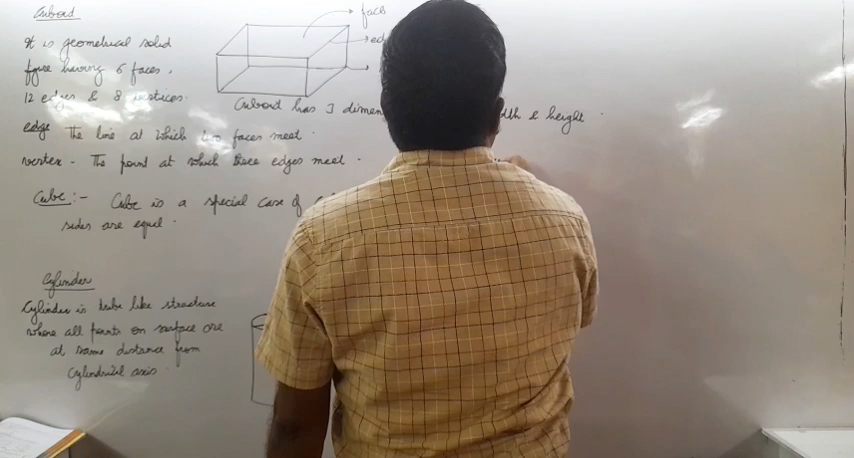 Cuboid
It is geometrical solid
figure having 6 faces,
12 edges & 8 vertices.
face
Cuboid has 3 & height.
edge The line at which two faces meet.
vertex - The point at which three edges meet.
Cube:- Cube is a special case of
sides are equal.
Cylinder
Cylinder is tube like structure
where all points on surface are
at same distance from
axis